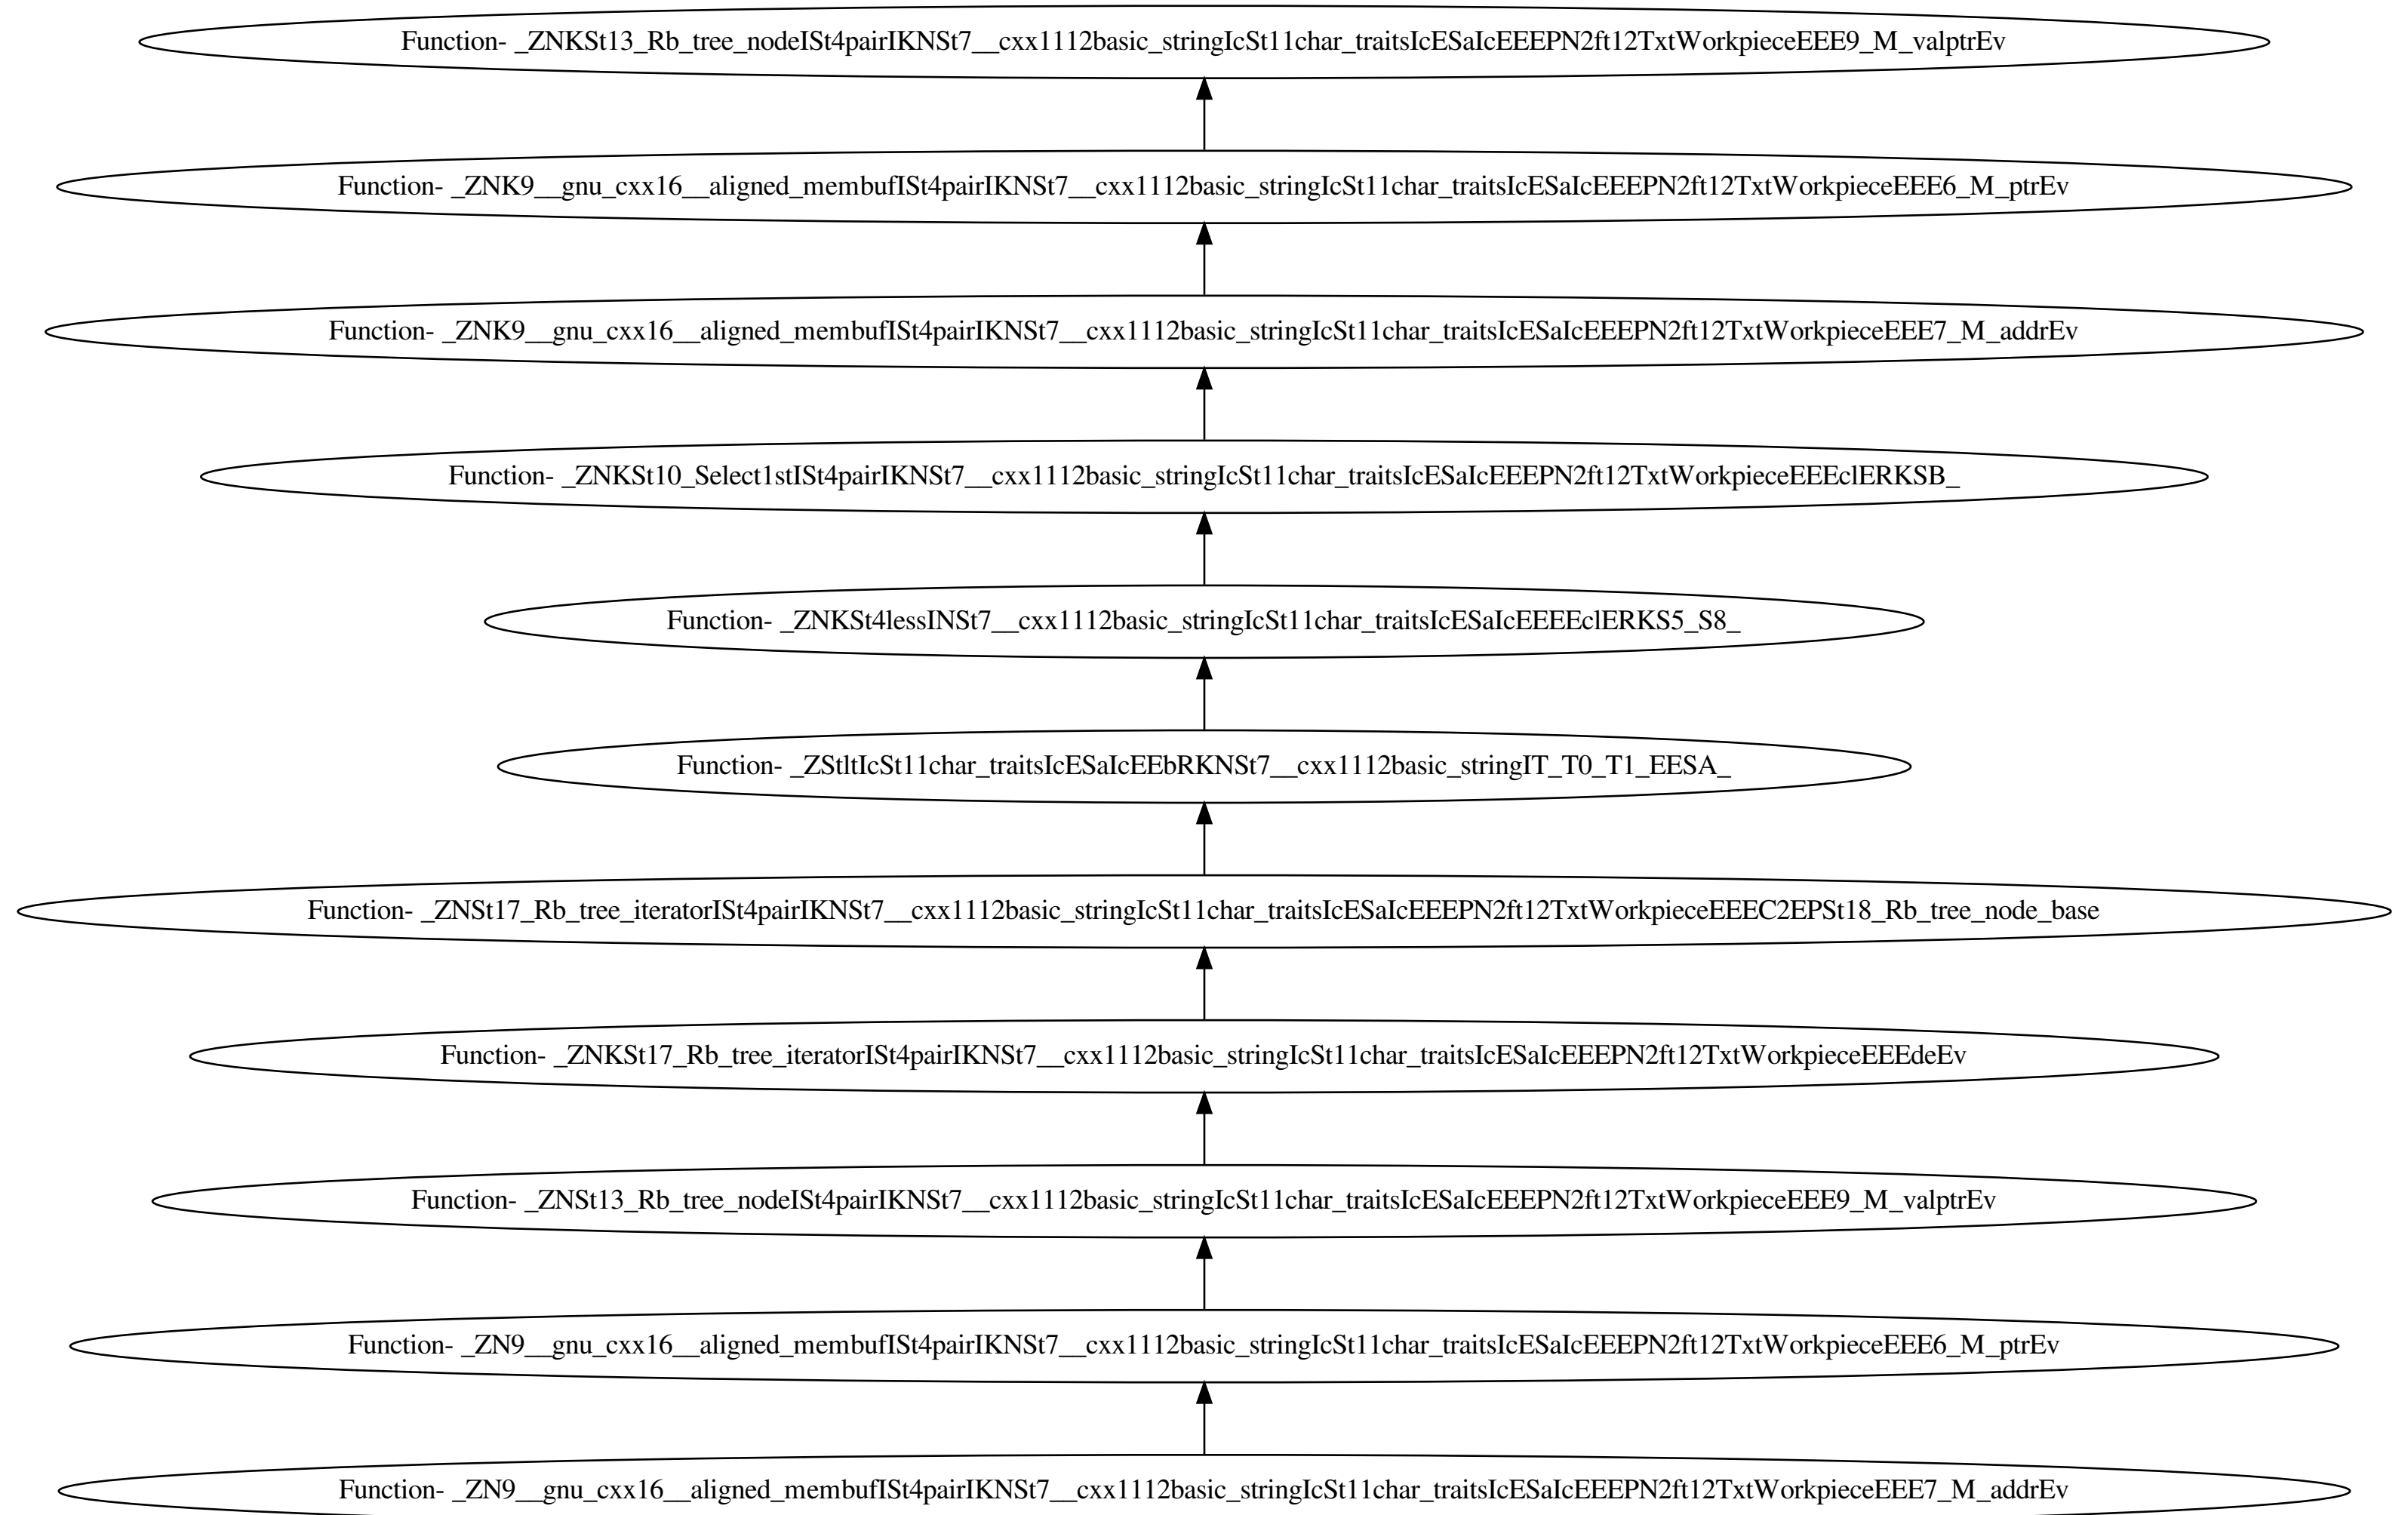 Function- _ZNKSt13_Rb_tree_nodeISt4pairIKNSt7__cxx1112basic_stringIcSt11char_traitsIcESaIcEEEPN2ft12TxtWorkpieceEEE9_M_valptrEv
Function- _ZNK9__gnu_cxx16__aligned_membufISt4pairIKNSt7__cxx1112basic_stringIcSt11char_traitsIcESaIcEEEPN2ft12TxtWorkpieceEEE6_M_ptrEv
Function- _ZNK9__gnu_cxx16__aligned_membufISt4pairIKNSt7__cxx1112basic_stringIcSt11char_traitsIcESaIcEEEPN2ft12TxtWorkpieceEEE7_M_addrEv
Function- _ZNKSt10_Select1stISt4pairIKNSt7__cxx1112basic_stringIcSt11char_traitsIcESaIcEEEPN2ft12TxtWorkpieceEEEclERKSB_
Function- _ZNKSt4lessINSt7__cxx1112basic_stringIcSt11char_traitsIcESaIcEEEEclERKS5_S8_
Function- _ZStltIcSt11char_traitsIcESaIcEEbRKNSt7__cxx1112basic_stringIT_T0_T1_EESA_
Function- _ZNSt17_Rb_tree_iteratorISt4pairIKNSt7__cxx1112basic_stringIcSt11char_traitsIcESaIcEEEPN2ft12TxtWorkpieceEEEC2EPSt18_Rb_tree_node_base
Function- _ZNKSt17_Rb_tree_iteratorISt4pairIKNSt7__cxx1112basic_stringIcSt11char_traitsIcESaIcEEEPN2ft12TxtWorkpieceEEEdeEv
Function- _ZNSt13_Rb_tree_nodeISt4pairIKNSt7__cxx1112basic_stringIcSt11char_traitsIcESaIcEEEPN2ft12TxtWorkpieceEEE9_M_valptrEv
Function- _ZN9__gnu_cxx16__aligned_membufISt4pairIKNSt7__cxx1112basic_stringIcSt11char_traitsIcESaIcEEEPN2ft12TxtWorkpieceEEE6_M_ptrEv
Function- _ZN9__gnu_cxx16__aligned_membufISt4pairIKNSt7__cxx1112basic_stringIcSt11char_traitsIcESaIcEEEPN2ft12TxtWorkpieceEEE7_M_addrEv